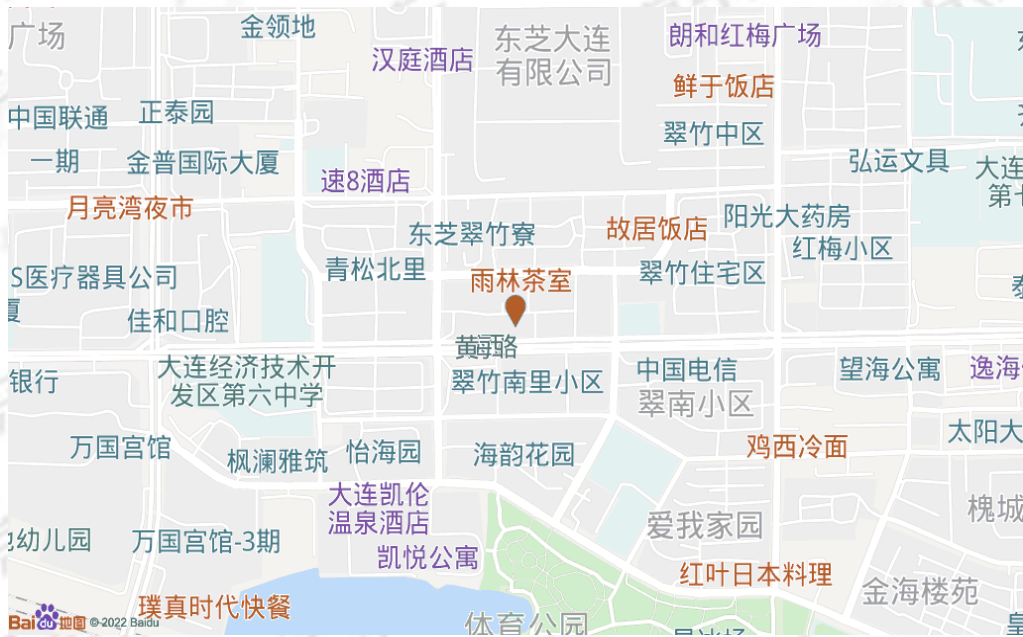 广场
金领地
汉庭酒店
东芝大连
有限公司
朗和红梅广场
鲜于饭店
中国联通
正泰园
翠竹中区
一期
金普国际大厦
弘运文具
速8酒店
大连
第十
月亮湾夜市
东芝翠竹寮
故居饭店
阳光大药房
红梅小区
S医疗器具公司
厦
青松北里
雨林茶室
翠竹住宅区
佳和口腔
黄海西路
大连经济技术开
发区第六中学
银行
翠竹南里小区
中国电信
望海公寓
逸海
翠南小区
万国宫馆
枫澜雅筑
怡海园
海韵花园
鸡西冷面
太阳大
大连凯伦
温泉酒店
槐城
爱我家园
幼儿园
万国宫馆-3期
凯悦公寓
红叶日本料理
金海楼苑
璞真时代快餐
体育公园
滑冰场
皇
Baidu地图 © 2022 Baidu